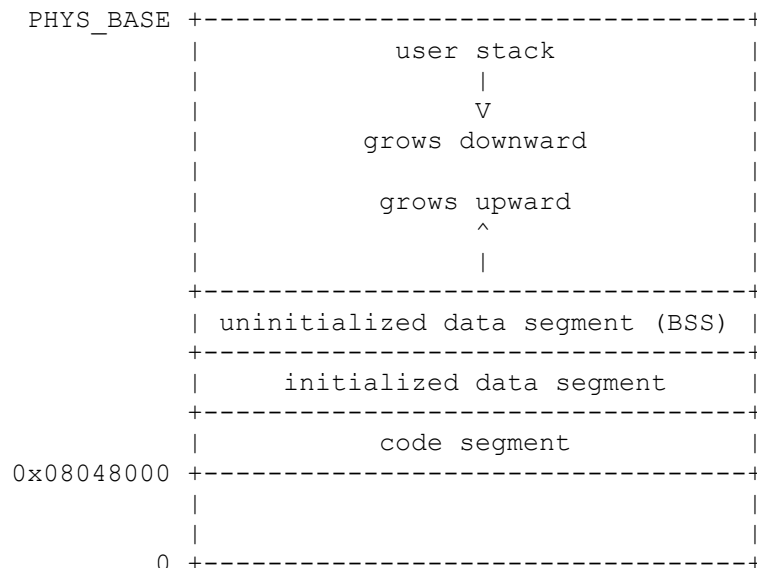 PHYS_BASE +----------------------------------+
|            user stack            |
|                 |                |
|                 V                |
|          grows downward          |
|                                  |
|           grows upward           |
|                 ^                |
|                 |                |
+----------------------------------+
| uninitialized data segment (BSS) |
+----------------------------------+
|     initialized data segment     |
+----------------------------------+
|           code segment           |
0x08048000 +----------------------------------+
|                                  |
|                                  |
0 +----------------------------------+